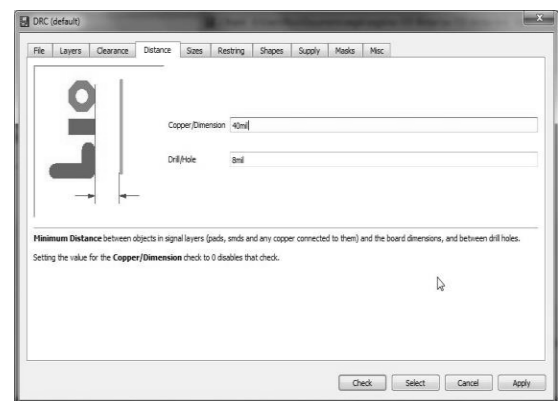 DRC (default)
File Layers Clearance Distance Sizes Restring Shapes Supply Masks Misc
Copper/Dimension 40mil
Drill/Hole 8mil
Minimum Distance between objects in signal layers (pads, smds and any copper connected to them) and the board dimensions, and between drill holes.
Setting the value for the Copper/Dimension check to 0 disables that check.
Check Select Cancel Apply